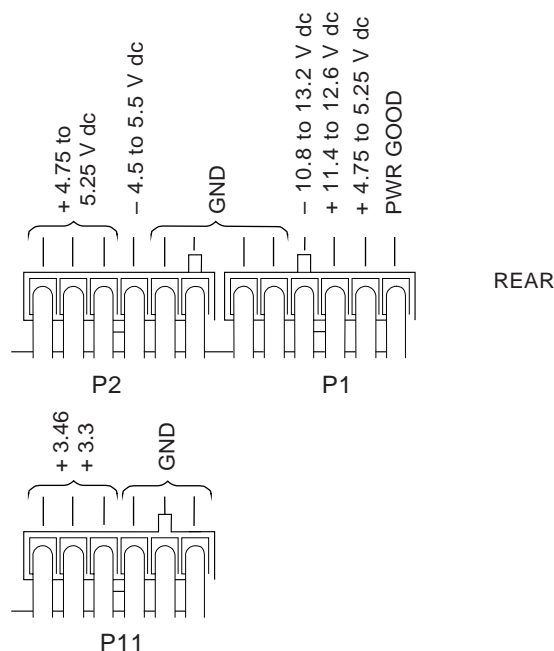 + 4.75 to
5.25 V dc
– 4.5 to 5.5 V dc
GND
– 10.8 to 13.2 V dc
+ 11.4 to 12.6 V dc
+ 4.75 to 5.25 V dc
PWR GOOD
REAR
P2
P1
+ 3.46
+ 3.3
GND
P11